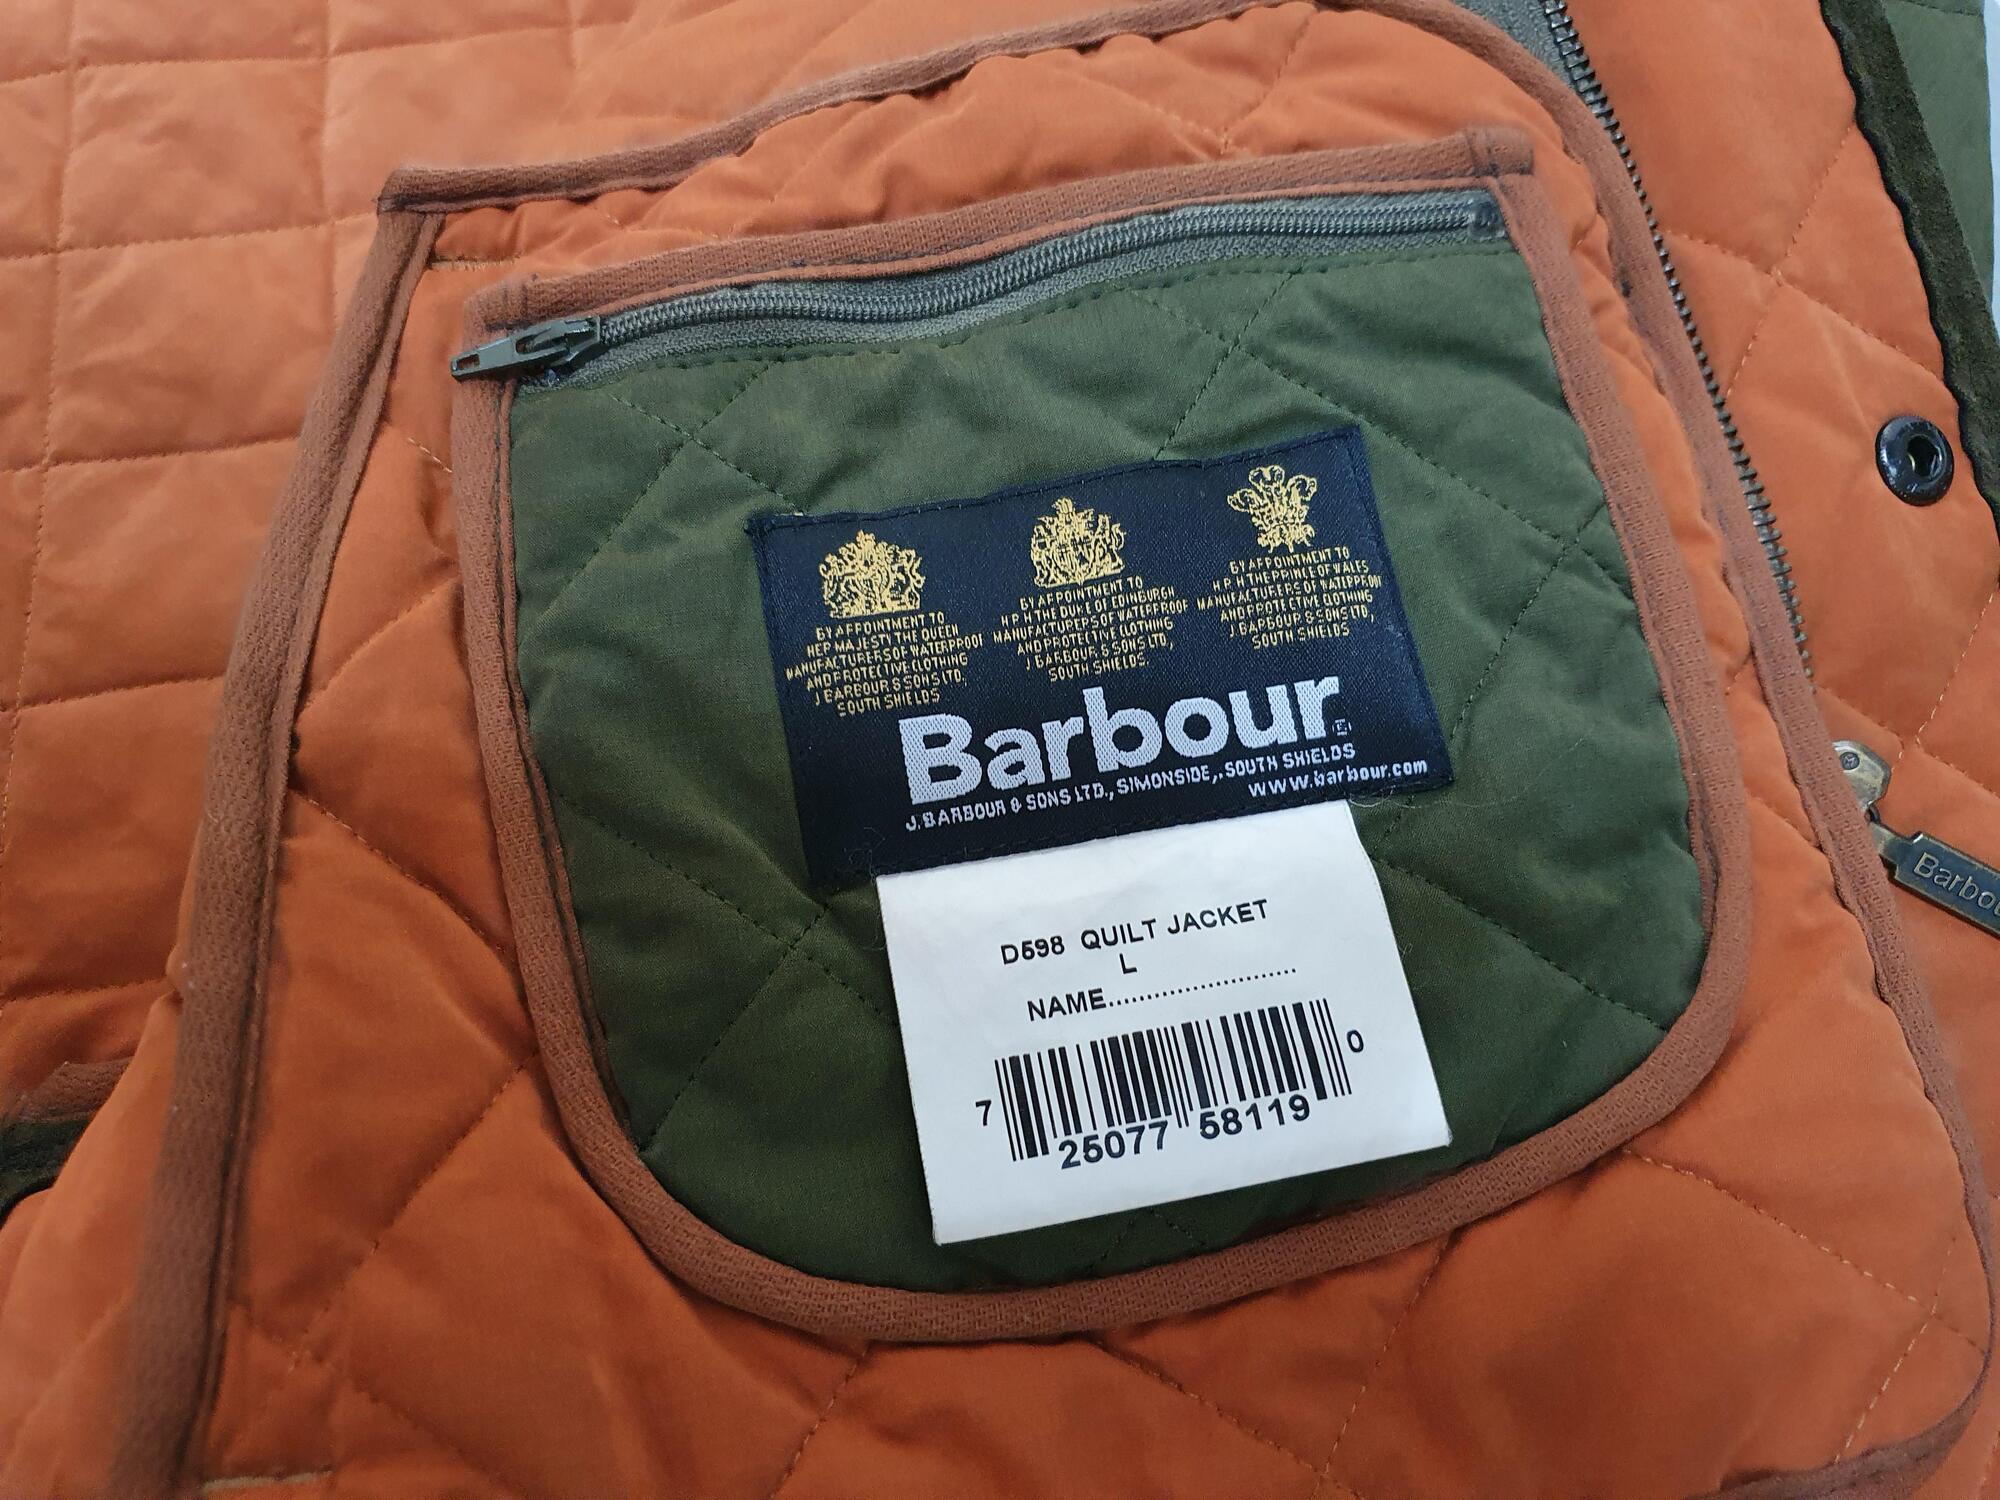 BY APPOINTMENT TO
HER MAJESTY THE QUEEN
MANUFACTURERS OF WATERPROOF
AND PROTECTIVE CLOTHING
J BARBOUR & SONS LTD,
SOUTH SHIELDS
BY APPOINTMENT TO
H.R.H THE DUKE OF EDINBURGH
MANUFACTURERS OF WATERPROOF
AND PROTECTIVE CLOTHING
J BARBOUR & SONS LTD,
SOUTH SHIELDS.
BY APPOINTMENT TO
H.R.H THE PRINCE OF WALES
MANUFACTURERS OF WATERPROOF
AND PROTECTIVE CLOTHING
J. BARBOUR & SONS LTD,
SOUTH SHIELDS
Barbour®
J. BARBOUR & SONS LTD., SIMONSIDE, SOUTH SHIELDS
www.barbour.com
D598 QUILT JACKET
L
NAME..........................
7 25077 58119 0
Barbou